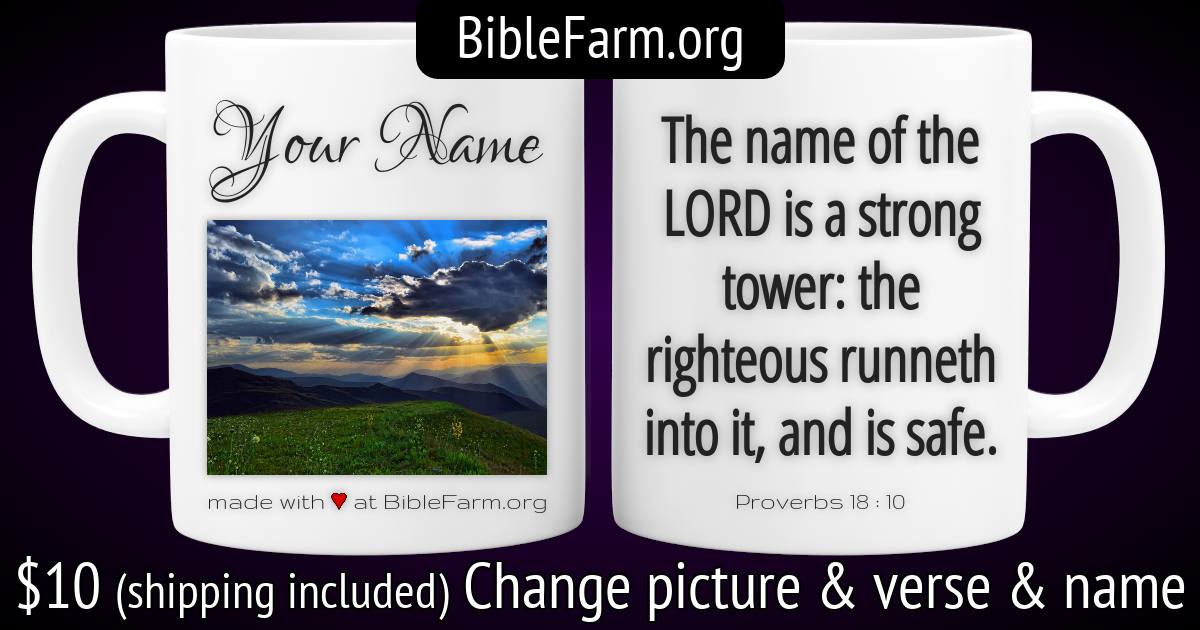 BibleFarm.org
Your Name
made with ♥ at BibleFarm.org
The name of the
LORD is a strong
tower: the
righteous runneth
into it, and is safe.
Proverbs 18 : 10
$10 (shipping included) Change picture & verse & name